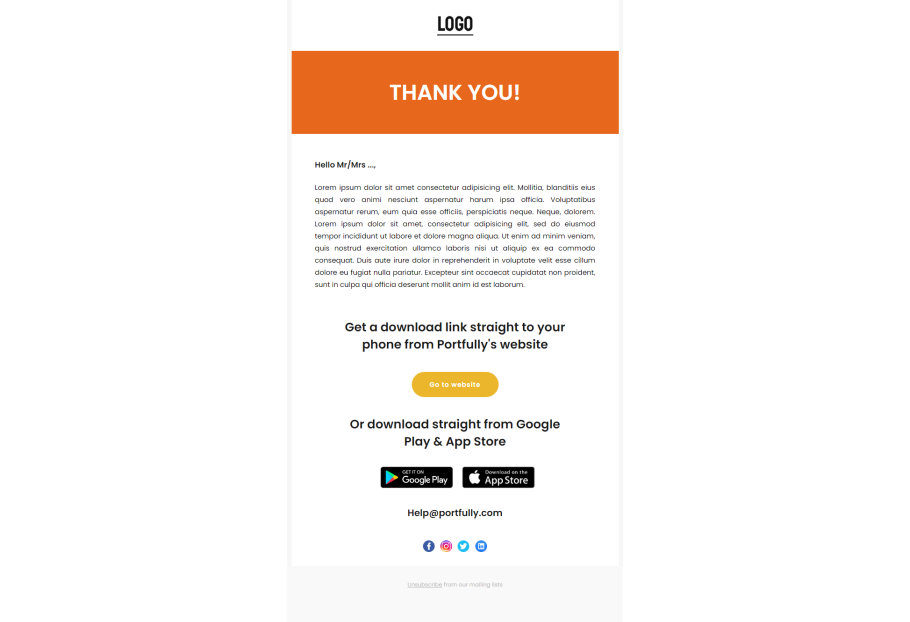 LOGO
THANK YOU!
Hello Mr/Mrs ...,
Lorem ipsum dolor sit amet consectetur adipisicing elit. Mollitia, blanditiis eius
quod vero animi nesciunt aspernatur harum ipsa officia. Voluptatibus
aspernatur rerum, eum quia esse officiis, perspiciatis neque. Neque, dolorem.
Lorem ipsum dolor sit amet, consectetur adipiscing elit, sed do eiusmod
tempor incididunt ut labore et dolore magna aliqua. Ut enim ad minim veniam,
quis nostrud exercitation ullamco laboris nisi ut aliquip ex ea commodo
consequat. Duis aute irure dolor in reprehenderit in voluptate velit esse cillum
dolore eu fugiat nulla pariatur. Excepteur sint occaecat cupidatat non proident,
sunt in culpa qui officia deserunt mollit anim id est laborum.
Get a download link straight to your
phone from Portfully's website
Go to website
Or download straight from Google
Play & App Store
GET IT ON
Google Play
Download on the
App Store
Help@portfully.com
Unsubscribe from our mailing lists